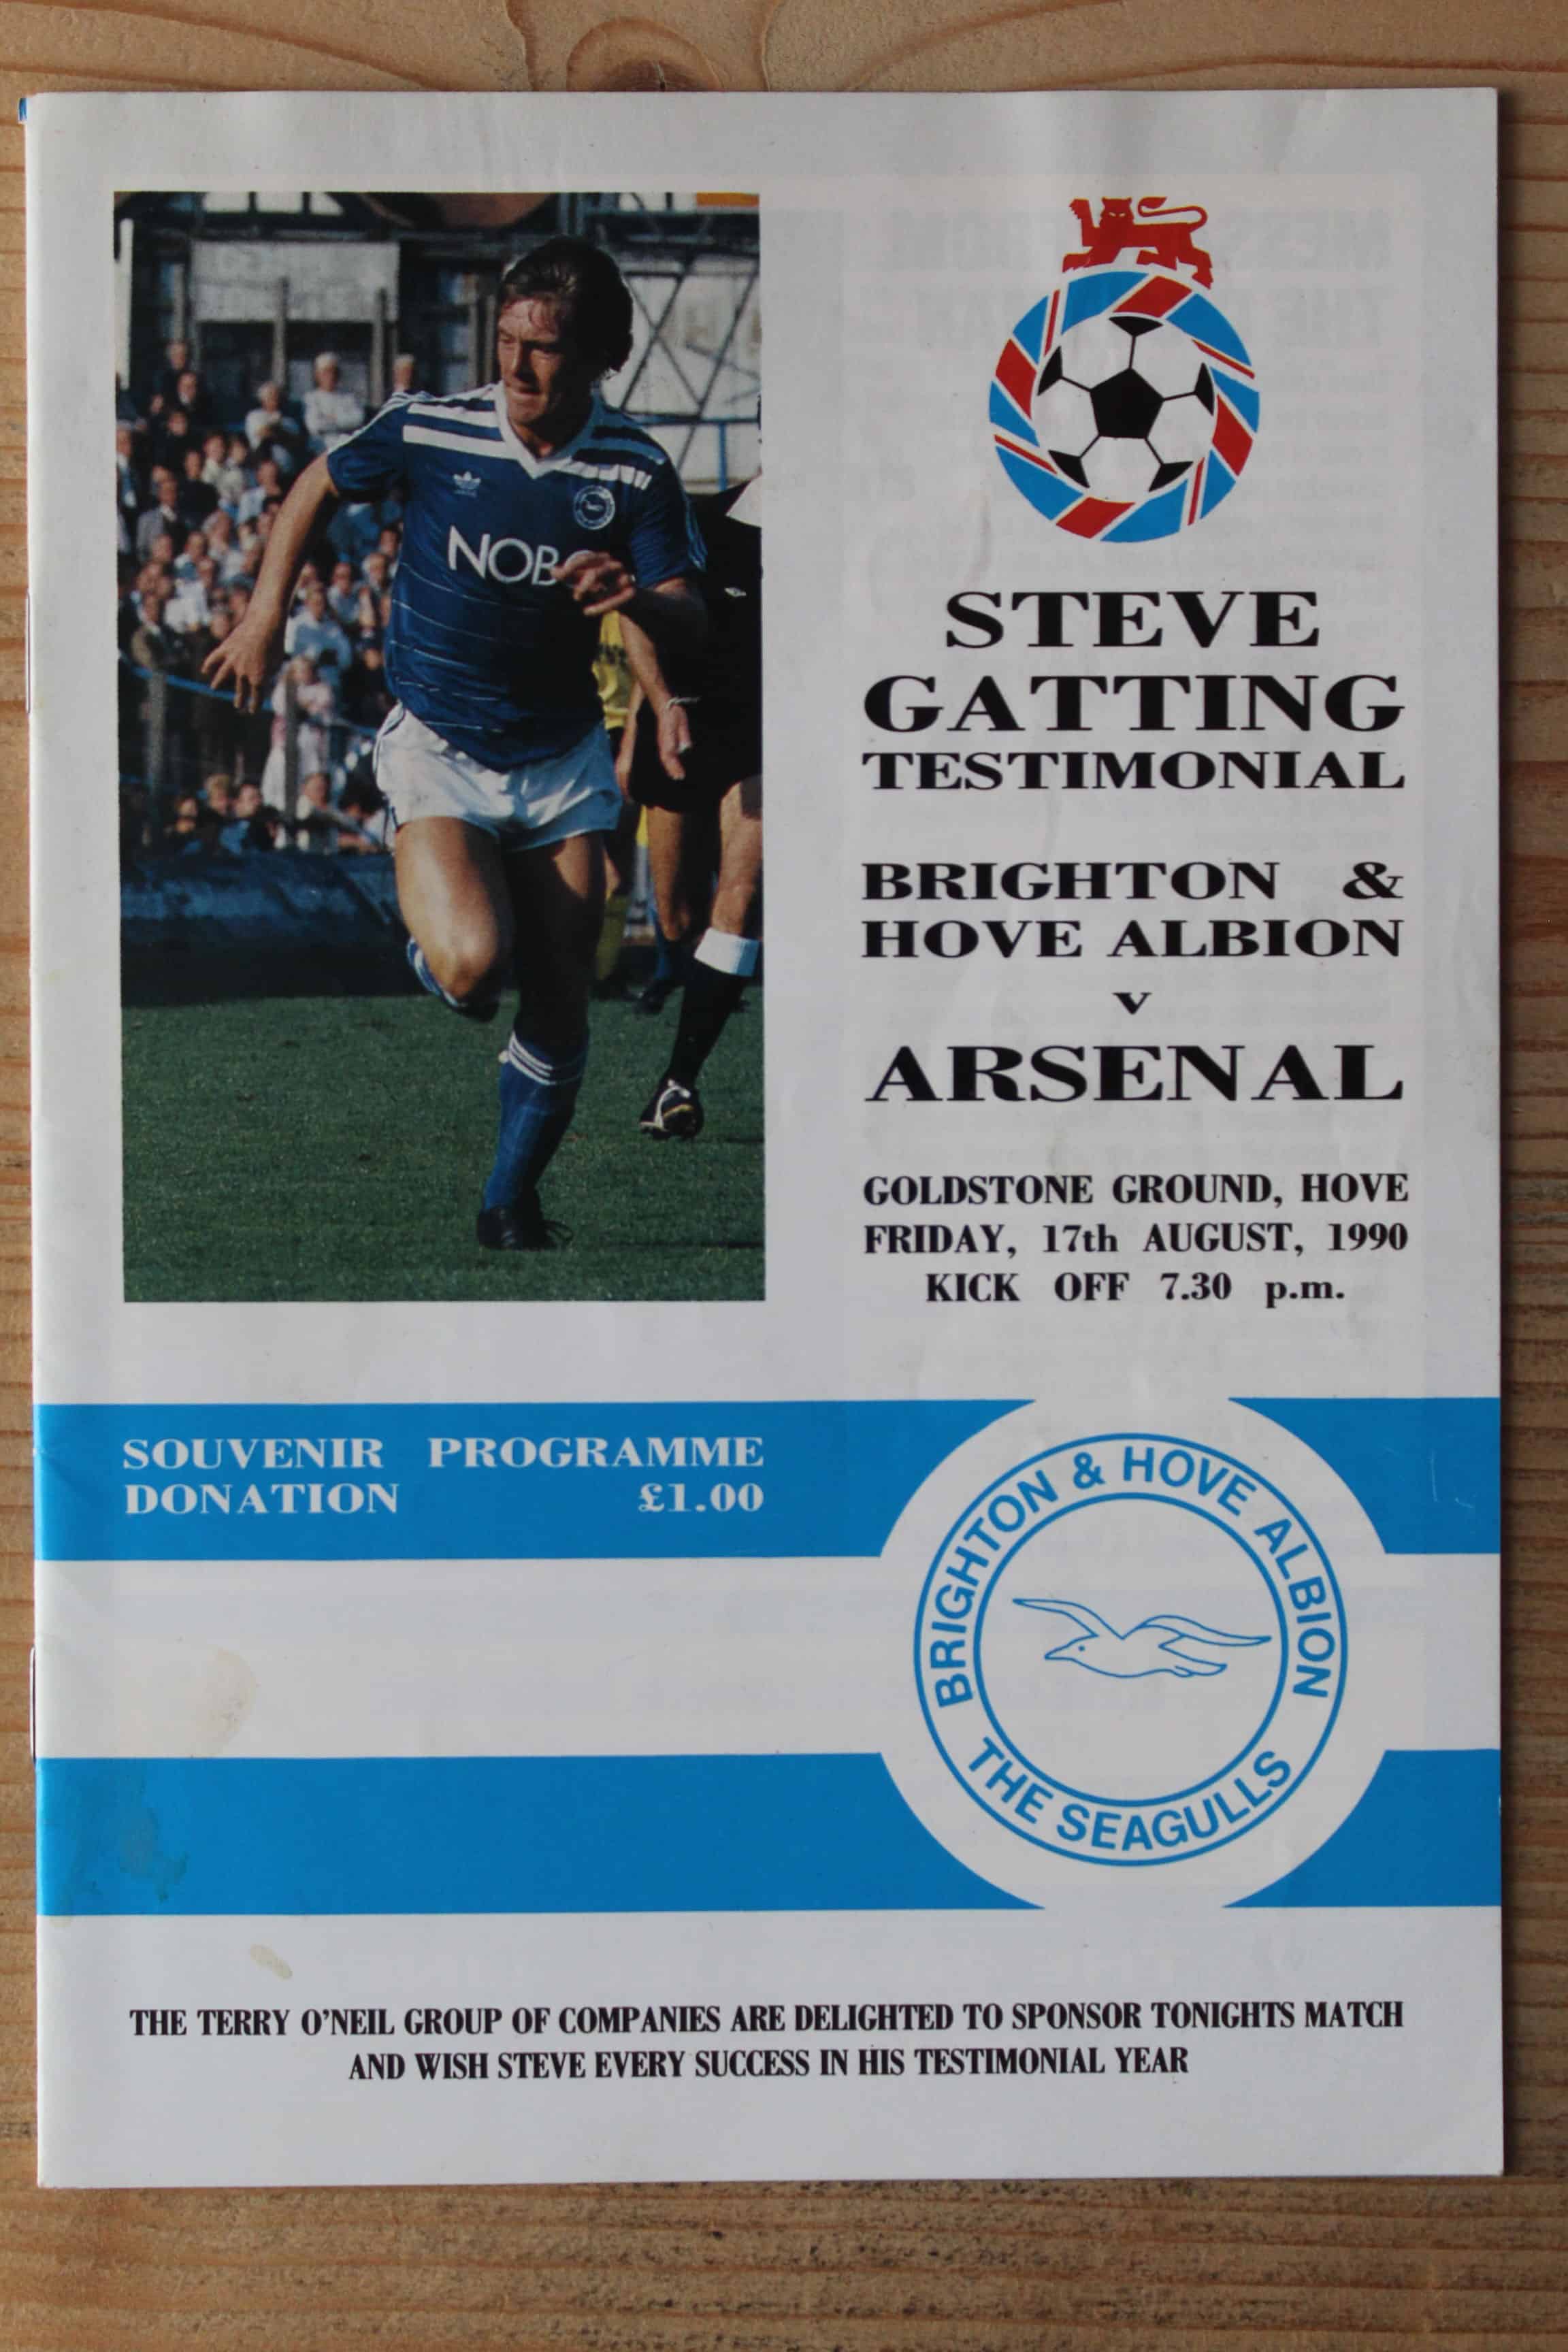 NOBO
STEVE
GATTING
TESTIMONIAL
BRIGHTON &
HOVE ALBION
v
ARSENAL
GOLDSTONE GROUND, HOVE
FRIDAY, 17th AUGUST, 1990
KICK OFF 7.30 p.m.
SOUVENIR PROGRAMME
DONATION £1.00
BRIGHTON & HOVE ALBION
THE SEAGULLS
THE TERRY O'NEIL GROUP OF COMPANIES ARE DELIGHTED TO SPONSOR TONIGHTS MATCH
AND WISH STEVE EVERY SUCCESS IN HIS TESTIMONIAL YEAR